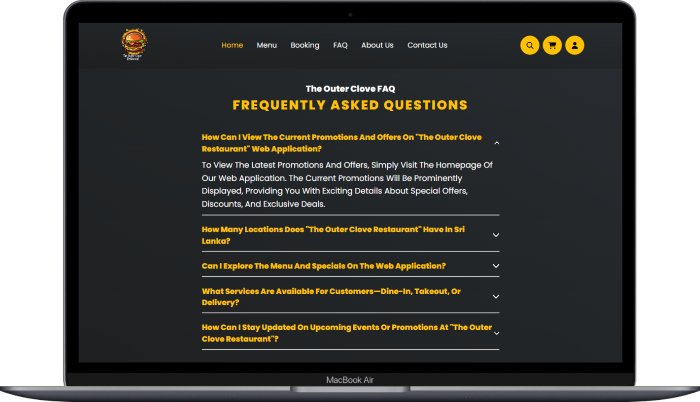 Home Menu Booking FAQ About Us Contact Us
The Outer Clove FAQ
FREQUENTLY ASKED QUESTIONS
How Can I View The Current Promotions And Offers On "The Outer Clove
Restaurant" Web Application?
To View The Latest Promotions And Offers, Simply Visit The Homepage Of
Our Web Application. The Current Promotions Will Be Prominently
Displayed, Providing You With Exciting Details About Special Offers,
Discounts, And Exclusive Deals.
How Many Locations Does "The Outer Clove Restaurant" Have In Sri
Lanka?
Can I Explore The Menu And Specials On The Web Application?
What Services Are Available For Customers—Dine-In, Takeout, Or
Delivery?
How Can I Stay Updated On Upcoming Events Or Promotions At "The Outer
Clove Restaurant"?
MacBook Air